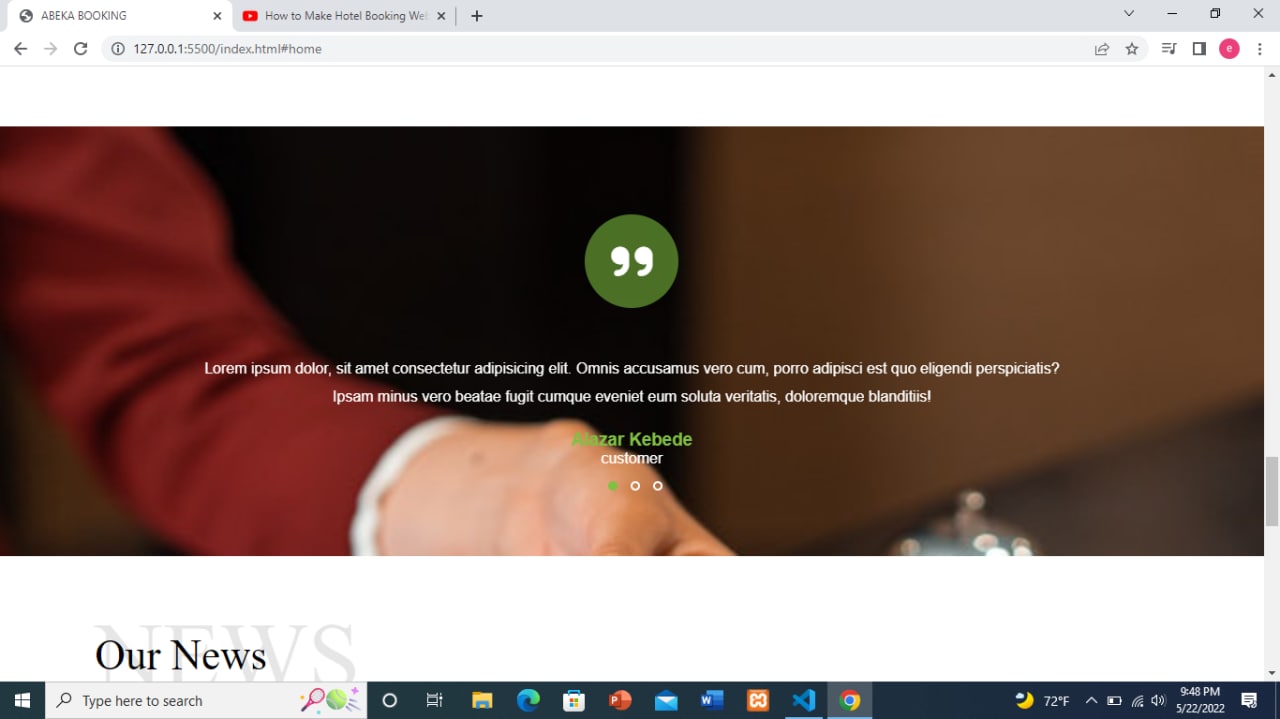 ABEKA BOOKING
How to Make Hotel Booking Web
127.0.0.1:5500/index.html#home
e
Lorem ipsum dolor, sit amet consectetur adipisicing elit. Omnis accusamus vero cum, porro adipisci est quo eligendi perspiciatis?
Ipsam minus vero beatae fugit cumque eveniet eum soluta veritatis, doloremque blanditiis!
Alazar Kebede
customer
NEWS
Our News
Type here to search
72°F
9:48 PM
5/22/2022